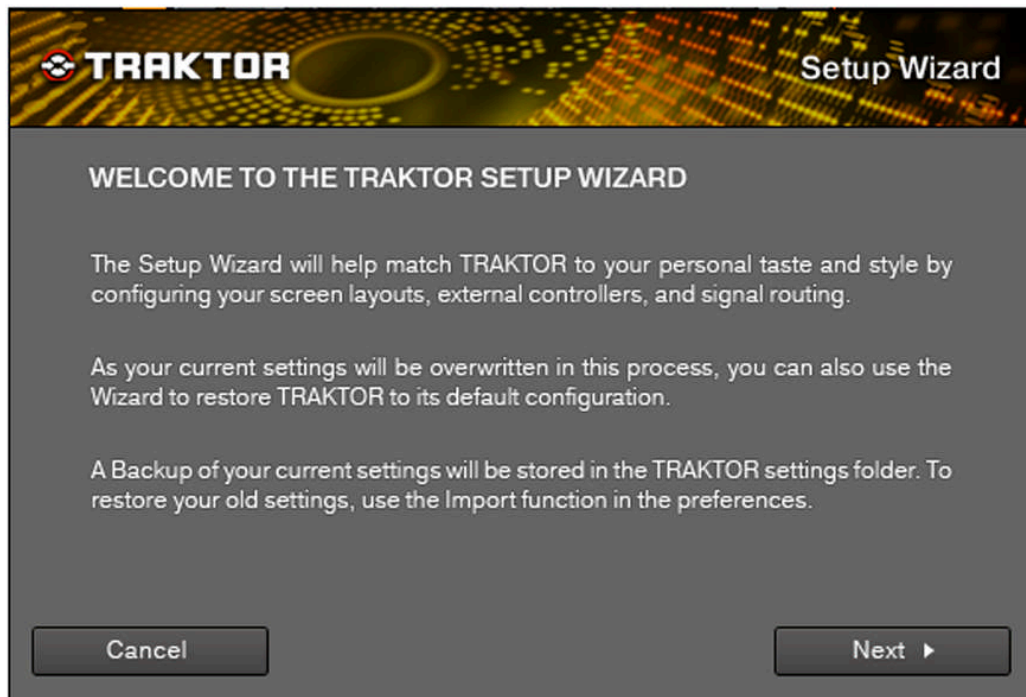 TRAKTOR
Setup Wizard
WELCOME TO THE TRAKTOR SETUP WIZARD
The Setup Wizard will help match TRAKTOR to your personal taste and style by
configuring your screen layouts, external controllers, and signal routing.
As your current settings will be overwritten in this process, you can also use the
Wizard to restore TRAKTOR to its default configuration.
A Backup of your current settings will be stored in the TRAKTOR settings folder. To
restore your old settings, use the Import function in the preferences.
Cancel
Next